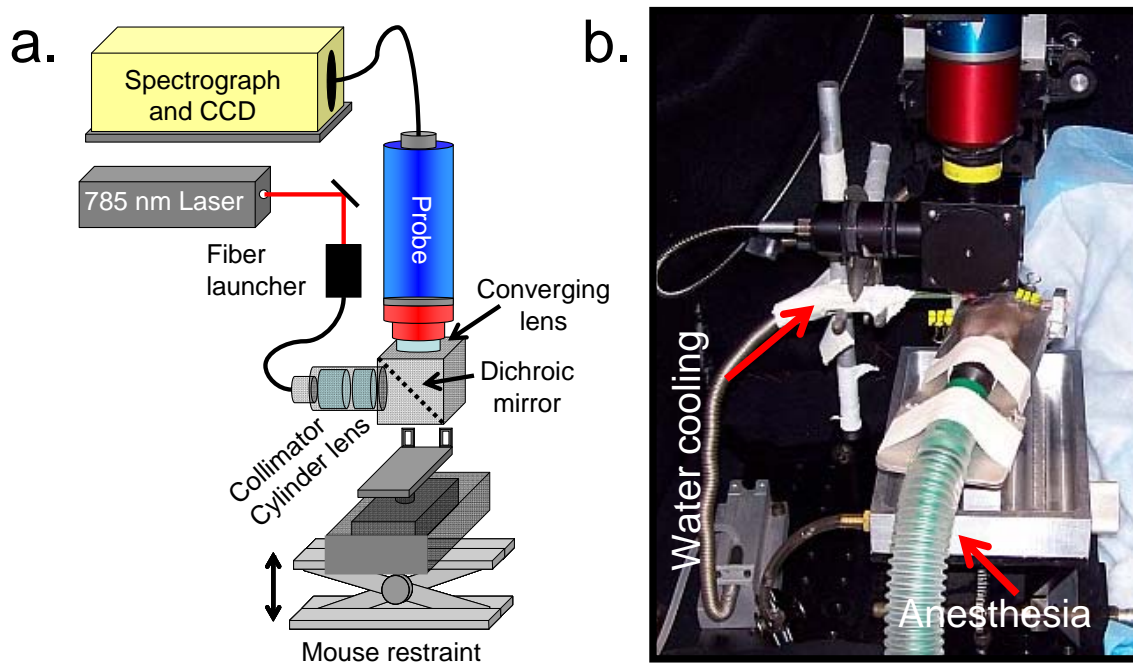 a.
Spectrograph
and CCD
785 nm Laser
Fiber
launcher
Probe
Converging
lens
Dichroic
mirror
Collimator
Cylinder lens
Mouse restraint
b.
Water cooling
Anesthesia